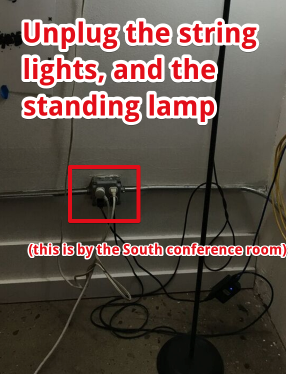 Unplug the string
lights, and the
standing lamp
(this is by the South conference room)